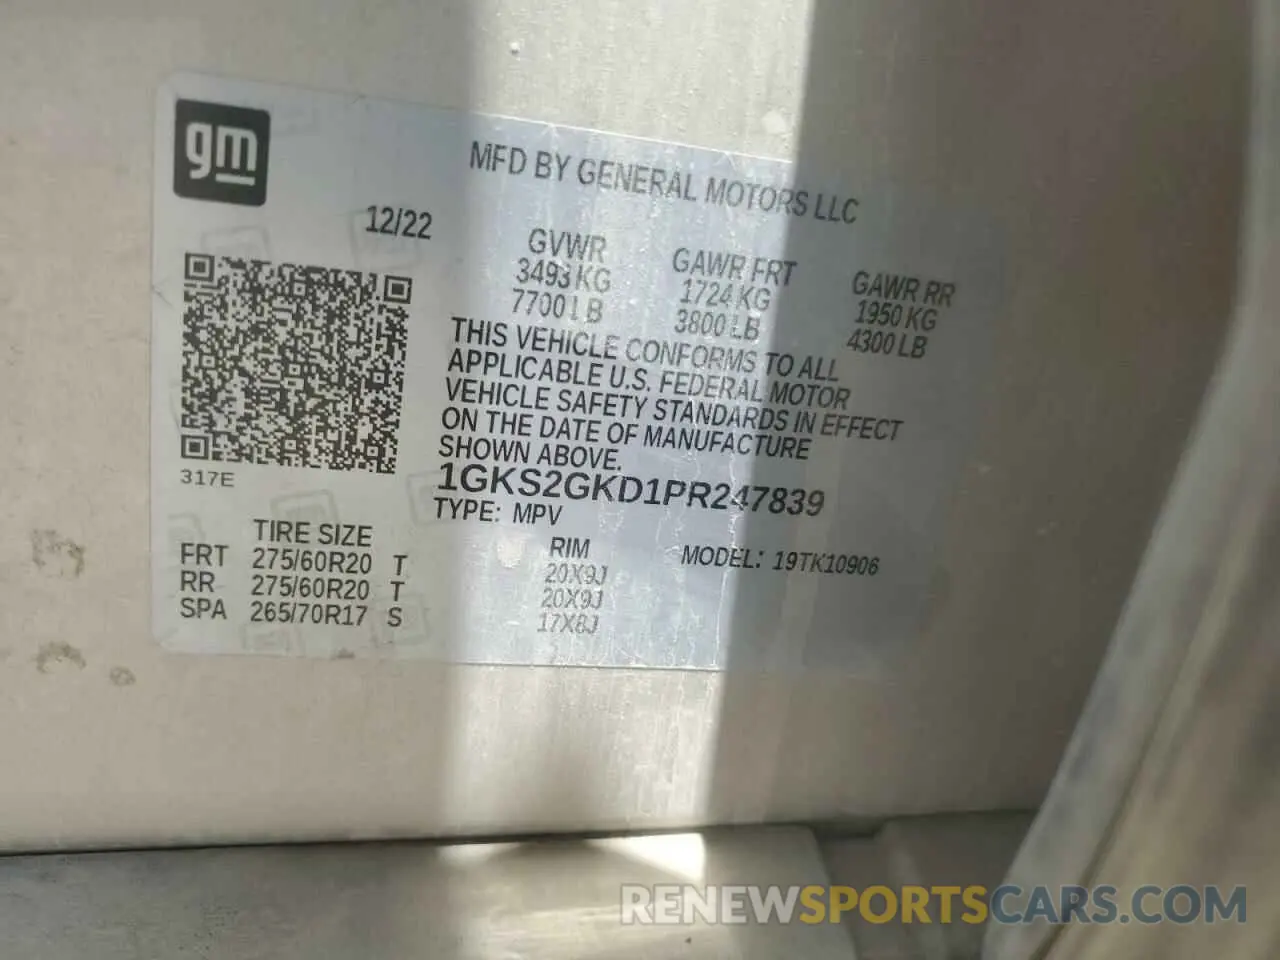 gm
MFD BY GENERAL MOTORS LLC
12/22
GVWR GAWR FRT GAWR RR
3493 KG 1724 KG 1950 KG
7700 LB 3800 LB 4300 LB
THIS VEHICLE CONFORMS TO ALL
APPLICABLE U.S. FEDERAL MOTOR
VEHICLE SAFETY STANDARDS IN EFFECT
ON THE DATE OF MANUFACTURE
SHOWN ABOVE.
317E
1GKS2GKD1PR247839
TYPE: MPV
TIRE SIZE RIM MODEL: 19TK10906
FRT 275/60R20 T 20X9J
RR 275/60R20 T 20X9J
SPA 265/70R17 S 17X8J
RENEWSPORTSCARS.COM